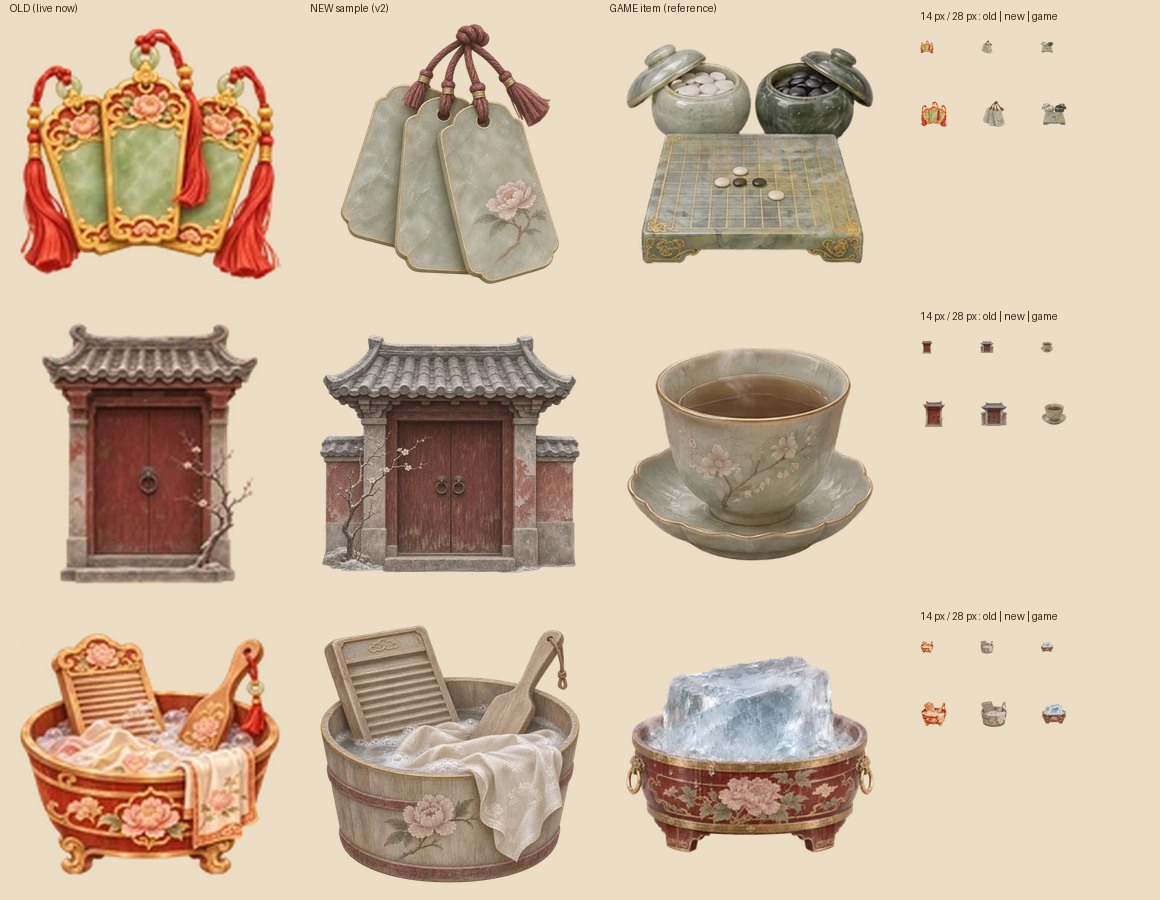 OLD (live now)
NEW sample (v2)
GAME item (reference)
14 px / 28 px : old | new | game
14 px / 28 px : old | new | game
14 px / 28 px : old | new | game